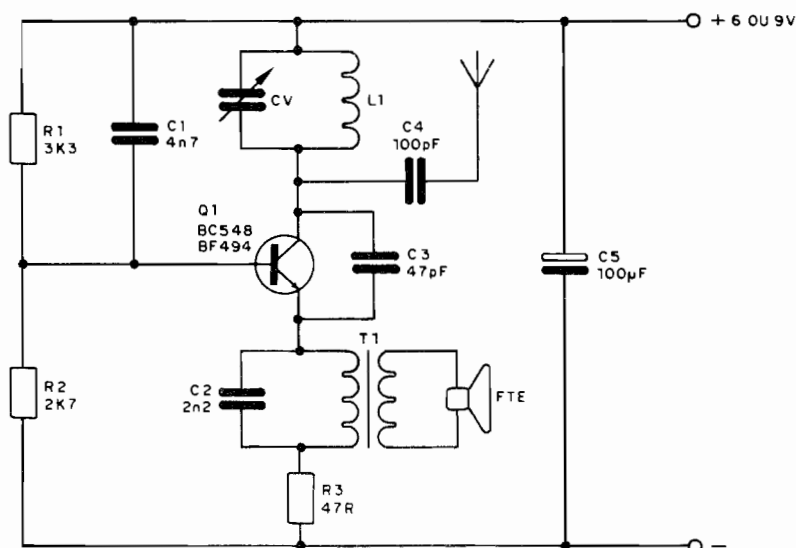 + 6 OU 9V
CV
L1
C4
100pF
R1
3K3
C1
4n7
Q1
BC548
BF494
C3
47pF
C5
100µF
T1
R2
2K7
C2
2n2
FTE
R3
47R
–